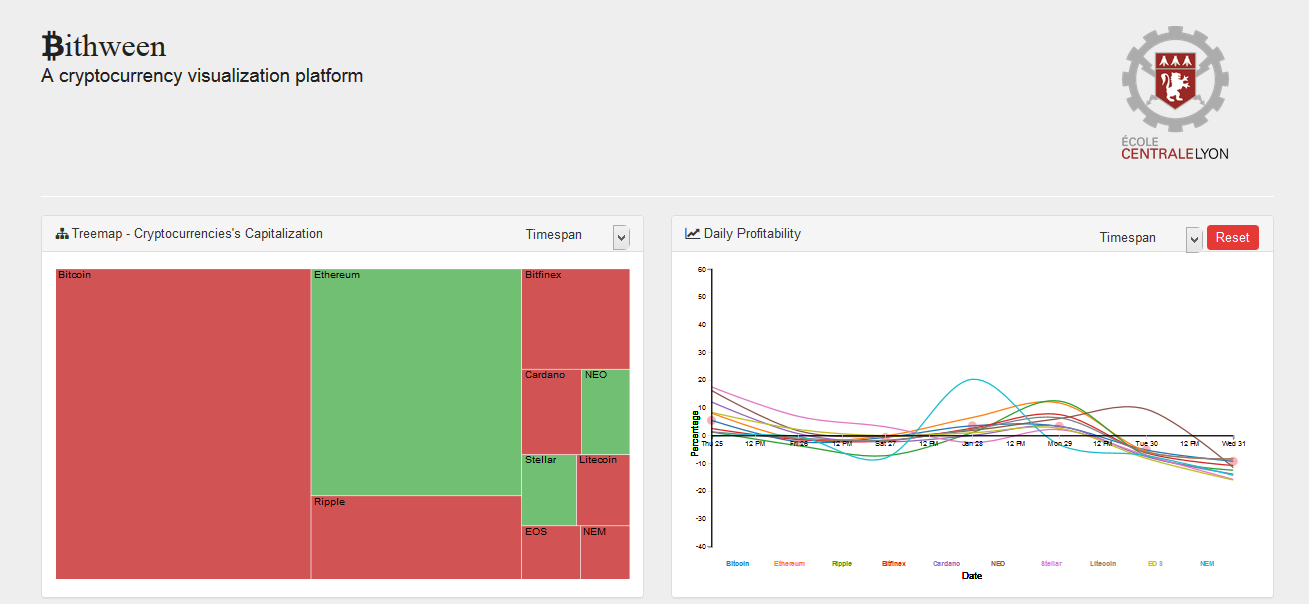 ₿ithween
A cryptocurrency visualization platform
ÉCOLE
CENTRALELYON
Treemap - Cryptocurrencies's Capitalization
Timespan
Bitcoin
Ethereum
Bitfinex
Cardano
NEO
Stellar
Litecoin
Ripple
EOS
NEM
Daily Profitability
Timespan
Reset
60
50
40
30
20
10
0
-10
-20
-30
-40
Percentage
Thu 25
12 PM
Fri 26
12 PM
Sat 27
12 PM
Jan 28
12 PM
Mon 29
12 PM
Tue 30
12 PM
Wed 31
Bitcoin
Ethereum
Ripple
Bitfinex
Cardano
NEO
Stellar
Litecoin
EOS
NEM
Date